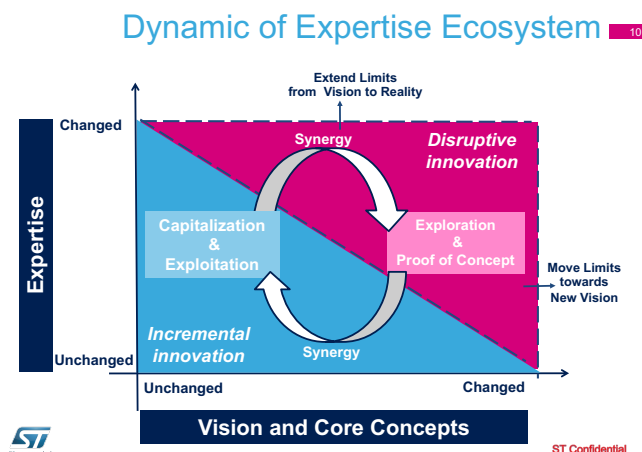 Dynamic of Expertise Ecosystem
10
Extend Limits
from Vision to Reality
Changed
Synergy
Disruptive
innovation
Expertise
Capitalization
&
Exploitation
Exploration
&
Proof of Concept
Move Limits
towards
New Vision
Incremental
innovation
Synergy
Unchanged
Unchanged
Changed
Vision and Core Concepts
ST
ST Confidential